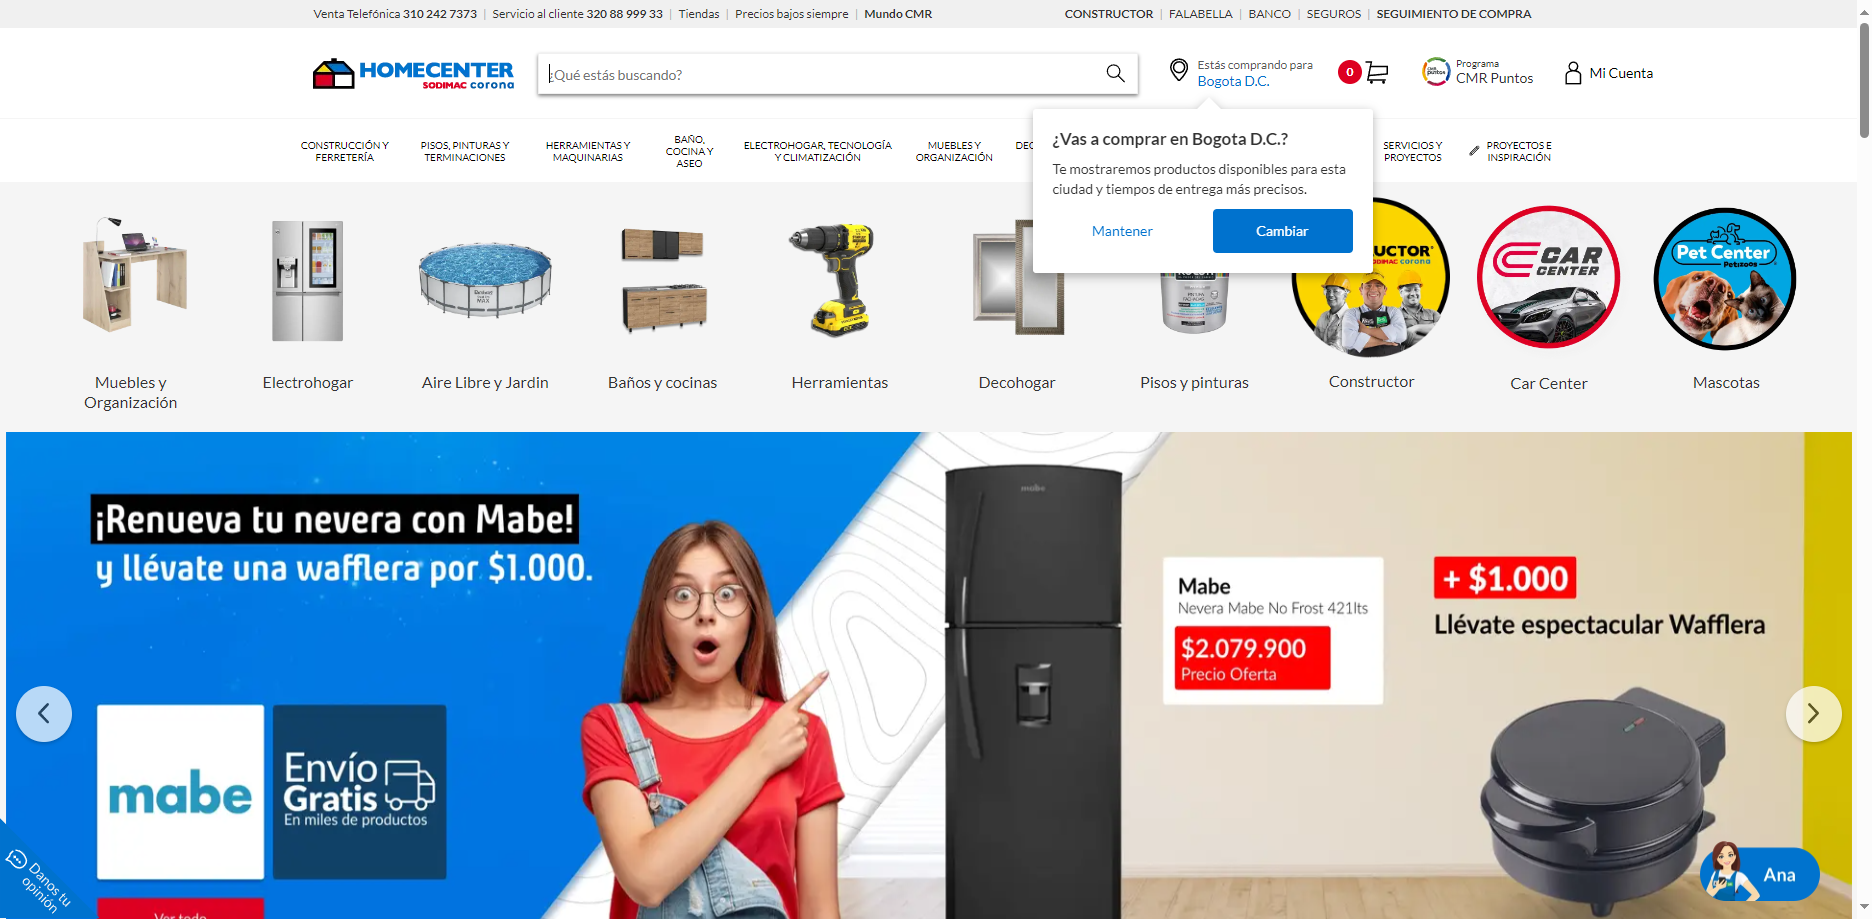 Venta Telefónica 310 242 7373 | Servicio al cliente 320 88 999 33 | Tiendas | Precios bajos siempre | Mundo CMR
CONSTRUCTOR | FALABELLA | BANCO | SEGUROS | SEGUIMIENTO DE COMPRA
HOMECENTER
SODIMAC corona
¿Qué estás buscando?
Estás comprando para
Bogota D.C.
0
Programa
CMR Puntos
Mi Cuenta
CONSTRUCCIÓN Y
FERRETERÍA
PISOS, PINTURAS Y
TERMINACIONES
HERRAMIENTAS Y
MAQUINARIAS
BAÑO,
COCINA Y
ASEO
ELECTROHOGAR, TECNOLOGÍA
Y CLIMATIZACIÓN
MUEBLES Y
ORGANIZACIÓN
SERVICIOS Y
PROYECTOS
PROYECTOS E
INSPIRACIÓN
¿Vas a comprar en Bogota D.C.?
Te mostraremos productos disponibles para esta
ciudad y tiempos de entrega más precisos.
Mantener
Cambiar
UCTOR
SODIMAC corona
CAR
CENTER
Pet Center
Petizoos
Muebles y
Organización
Electrohogar
Aire Libre y Jardin
Baños y cocinas
Herramientas
Decohogar
Pisos y pinturas
Constructor
Car Center
Mascotas
¡Renueva tu nevera con Mabe!
y llévate una wafflera por $1.000.
mabe
Mabe
Nevera Mabe No Frost 421lts
$2.079.900
Precio Oferta
+ $1.000
Llévate espectacular Wafflera
mabe
Envío
Gratis
En miles de productos
Ver todo
Danos tu
opinión
Ana